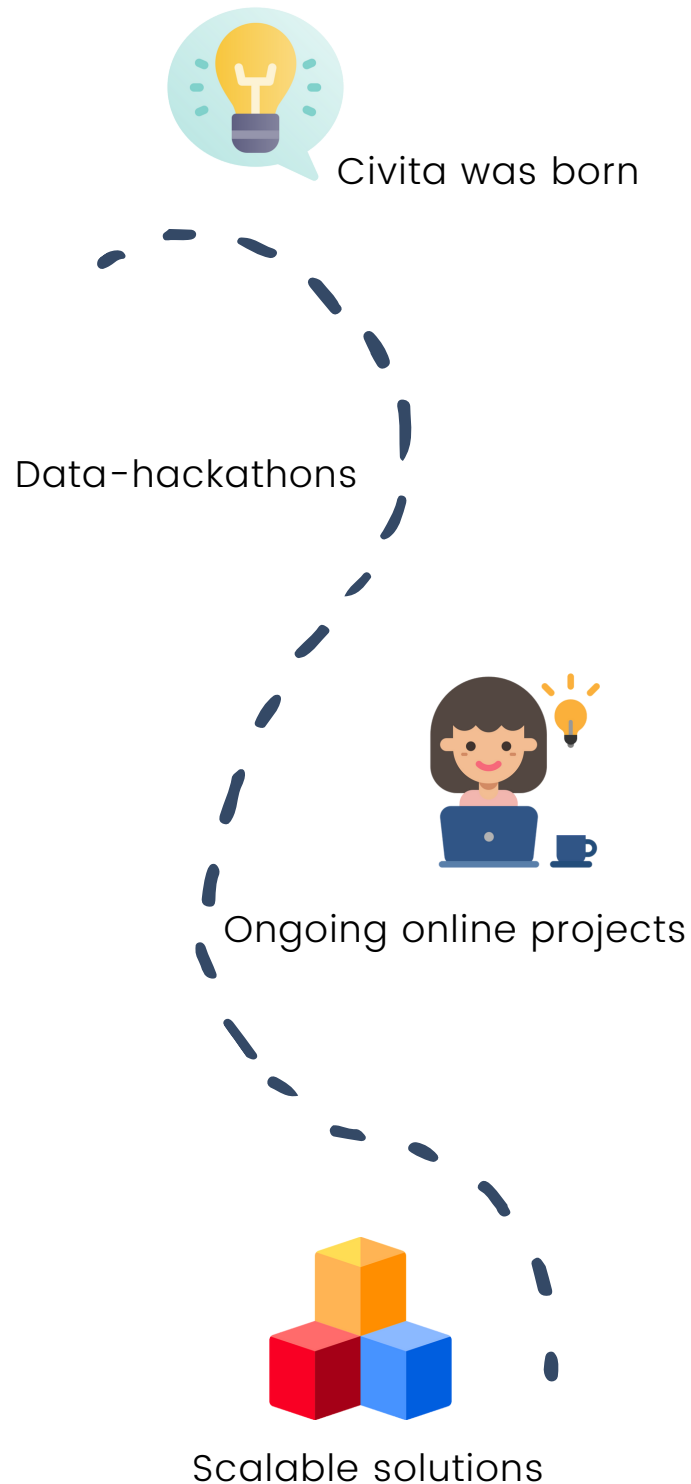 Civita was born
Data-hackathons
Ongoing online projects
Scalable solutions